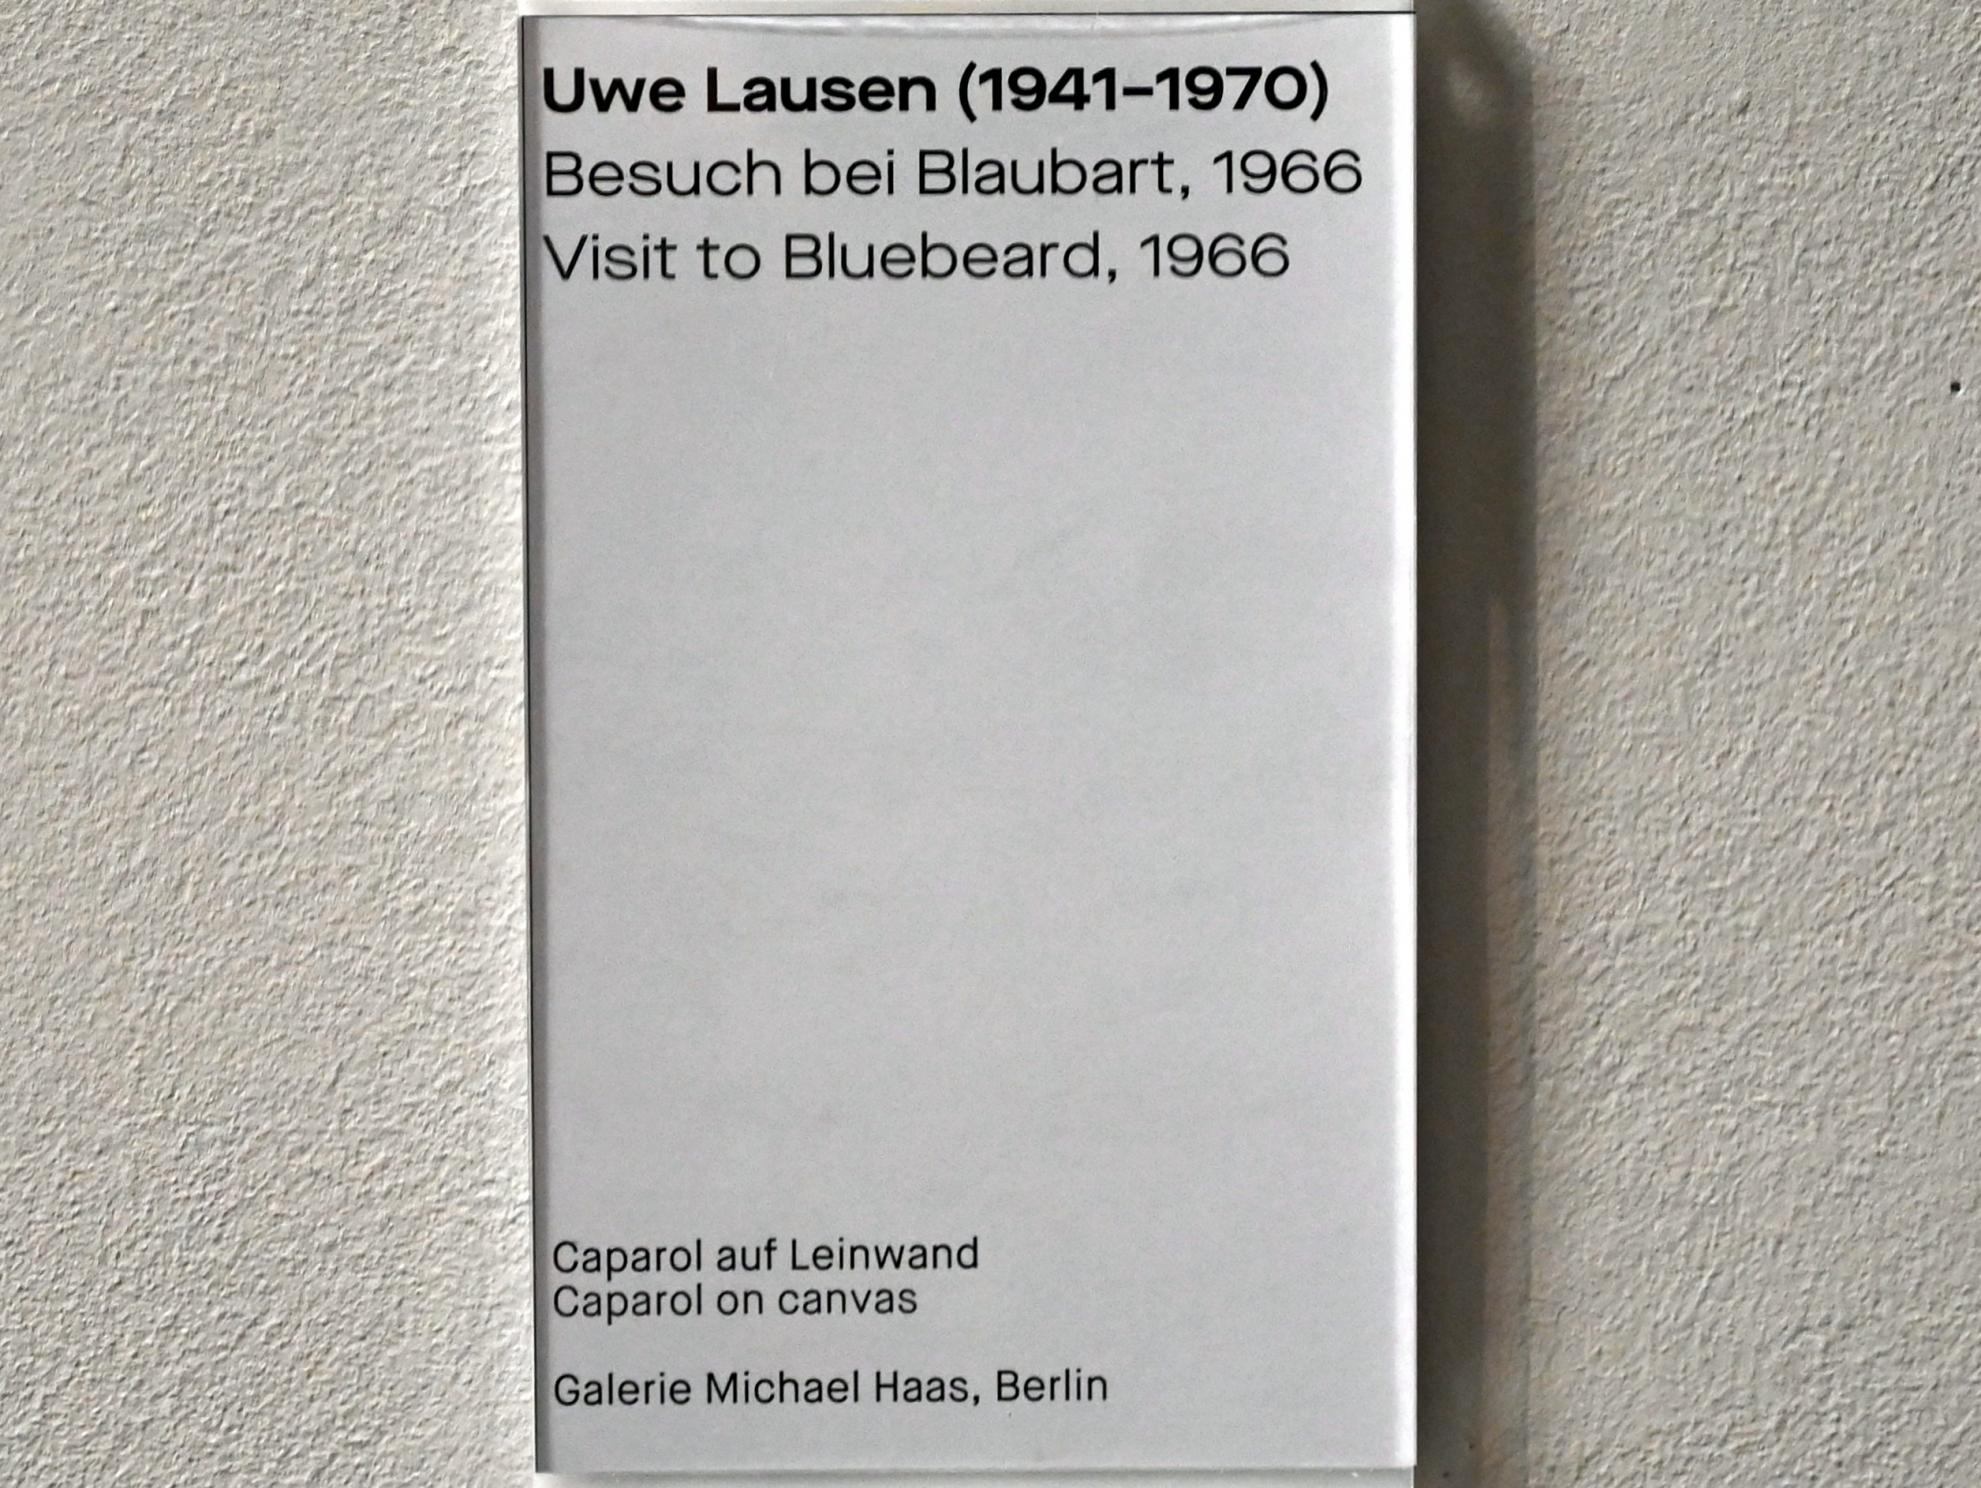 Uwe Lausen (1941–1970)
Besuch bei Blaubart, 1966
Visit to Bluebeard, 1966
Caparol auf Leinwand
Caparol on canvas
Galerie Michael Haas, Berlin